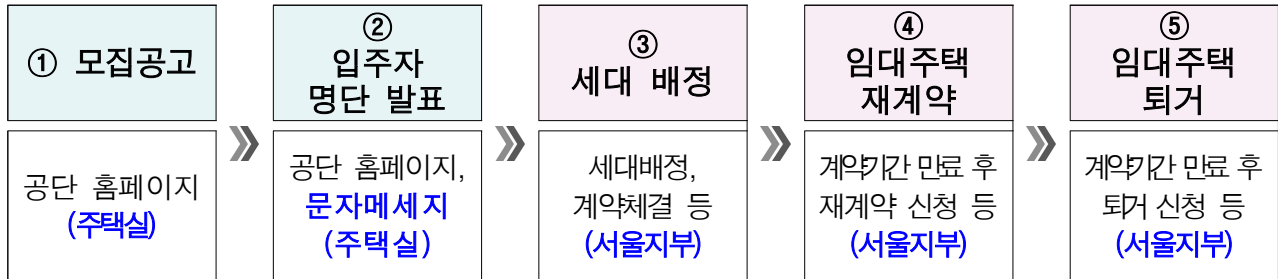 ① 모집공고
공단 홈페이지
(주택실)
②
입주자
명단 발표
공단 홈페이지,
문자메세지
(주택실)
③
세대 배정
세대배정,
계약체결 등
(서울지부)
④
임대주택
재계약
계약기간 만료 후
재계약 신청 등
(서울지부)
⑤
임대주택
퇴거
계약기간 만료 후
퇴거 신청 등
(서울지부)